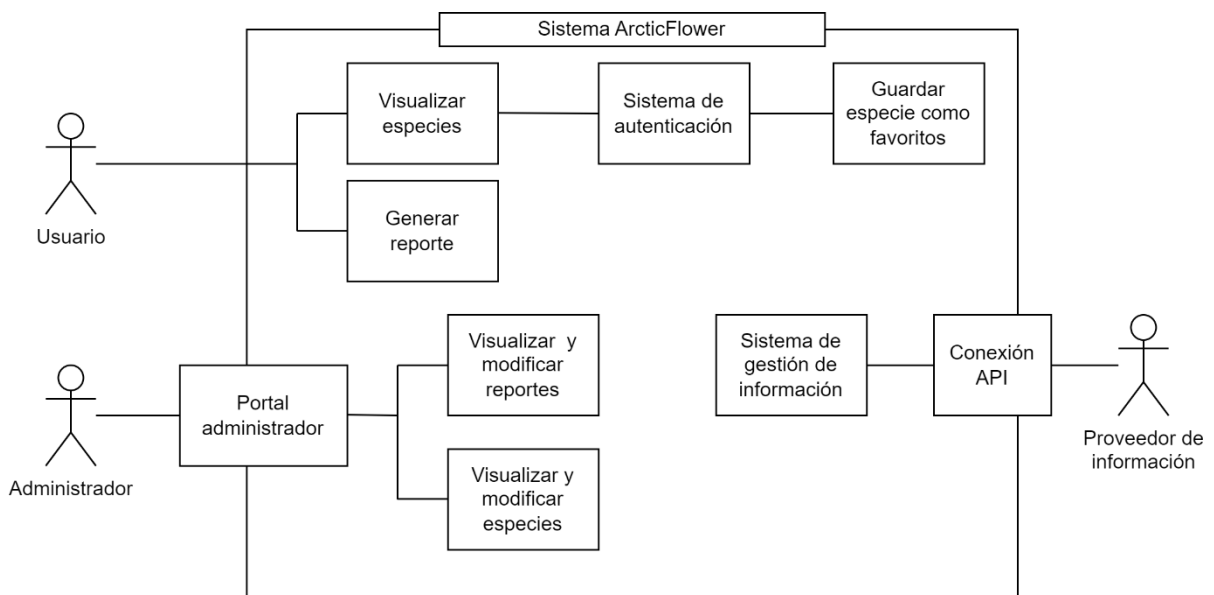 Sistema ArcticFlower
Visualizar
especies
Sistema de
autenticación
Guardar
especie como
favoritos
Usuario
Generar
reporte
Visualizar y
modificar
reportes
Sistema de
gestión de
información
Conexión
API
Portal
administrador
Proveedor de
información
Administrador
Visualizar y
modificar
especies